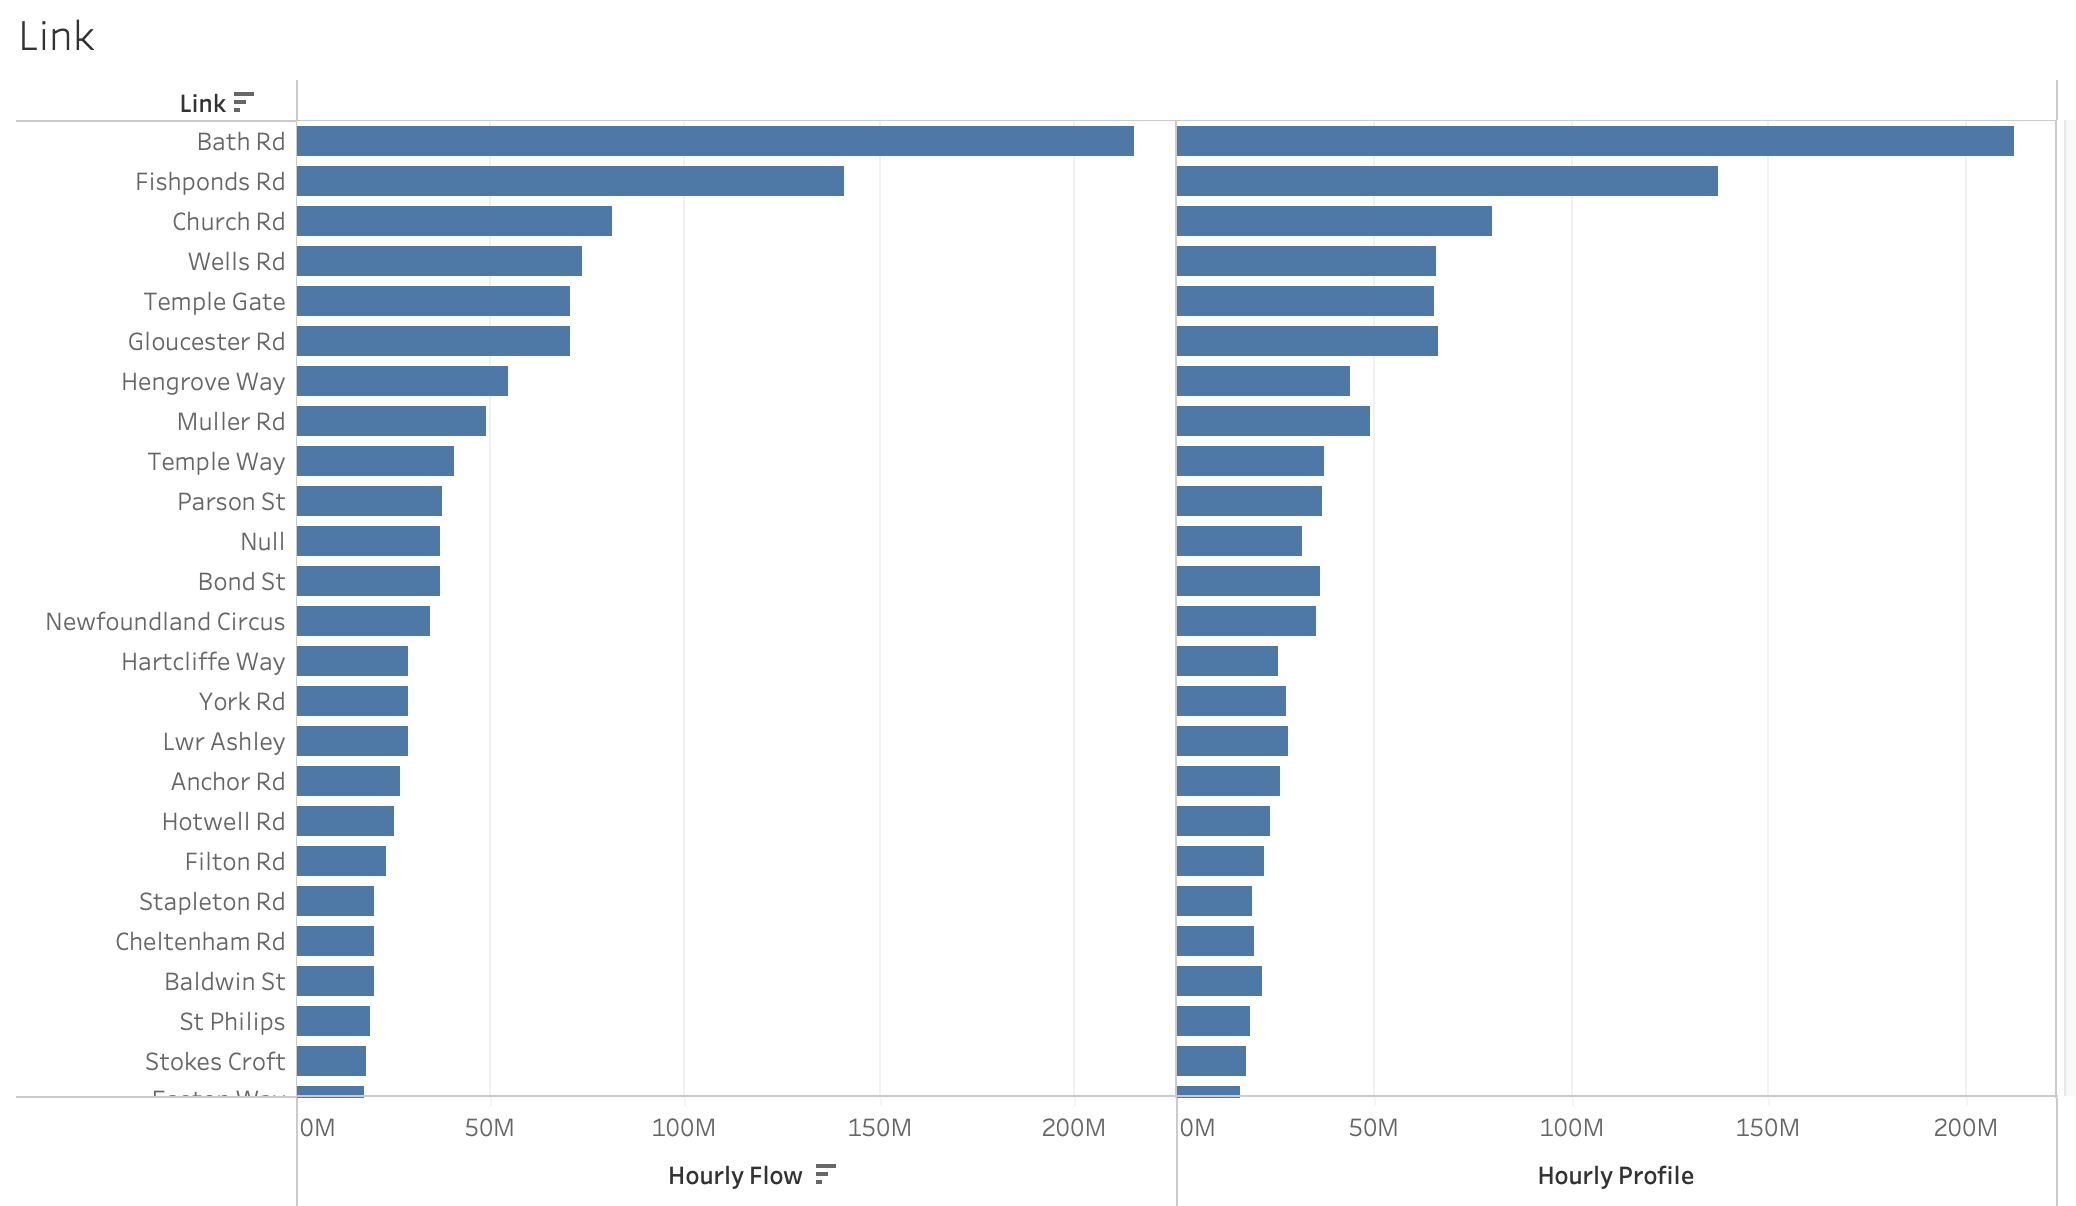 Link
Link
Bath Rd
Fishponds Rd
Church Rd
Wells Rd
Temple Gate
Gloucester Rd
Hengrove Way
Muller Rd
Temple Way
Parson St
Null
Bond St
Newfoundland Circus
Hartcliffe Way
York Rd
Lwr Ashley
Anchor Rd
Hotwell Rd
Filton Rd
Stapleton Rd
Cheltenham Rd
Baldwin St
St Philips
Stokes Croft
0M 50M 100M 150M 200M 0M 50M 100M 150M 200M
Hourly Flow Hourly Profile